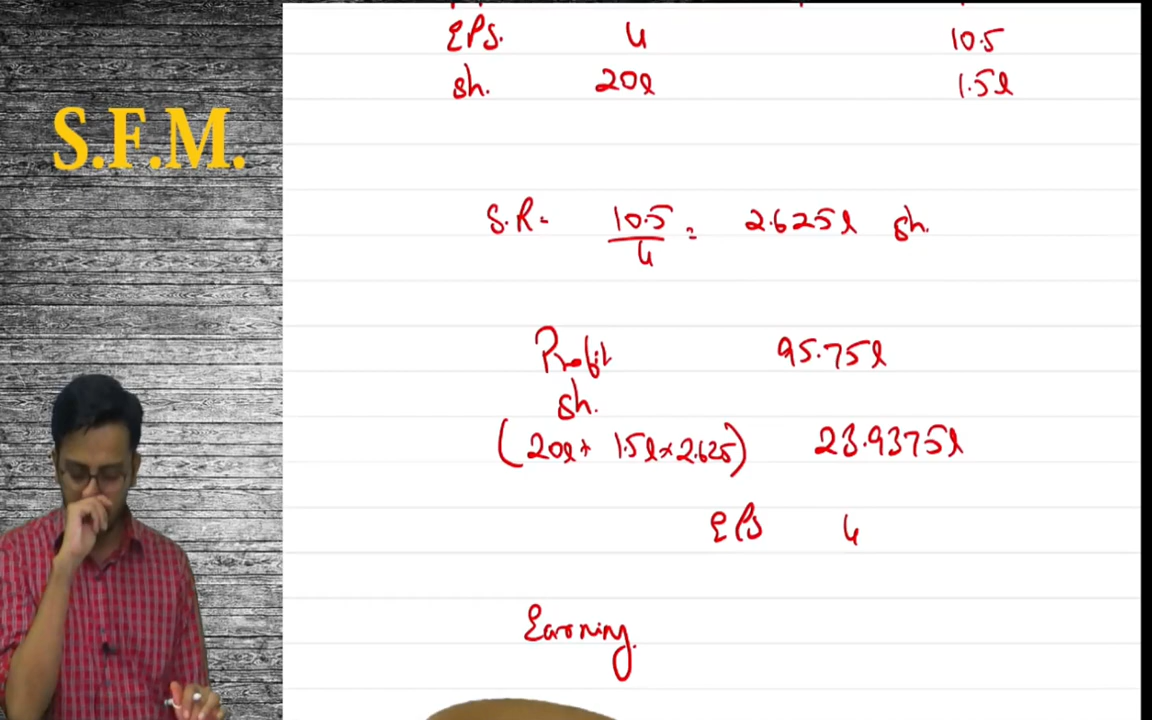 S.F.M.
EPS. 4 10.5
sh. 20l 1.5l
S.R= 10.5/4 = 2.625l sh.
Profit 95.75l
sh.
(20l + 1.5l x 2.625) 23.9375l
EPS 4
Earning.